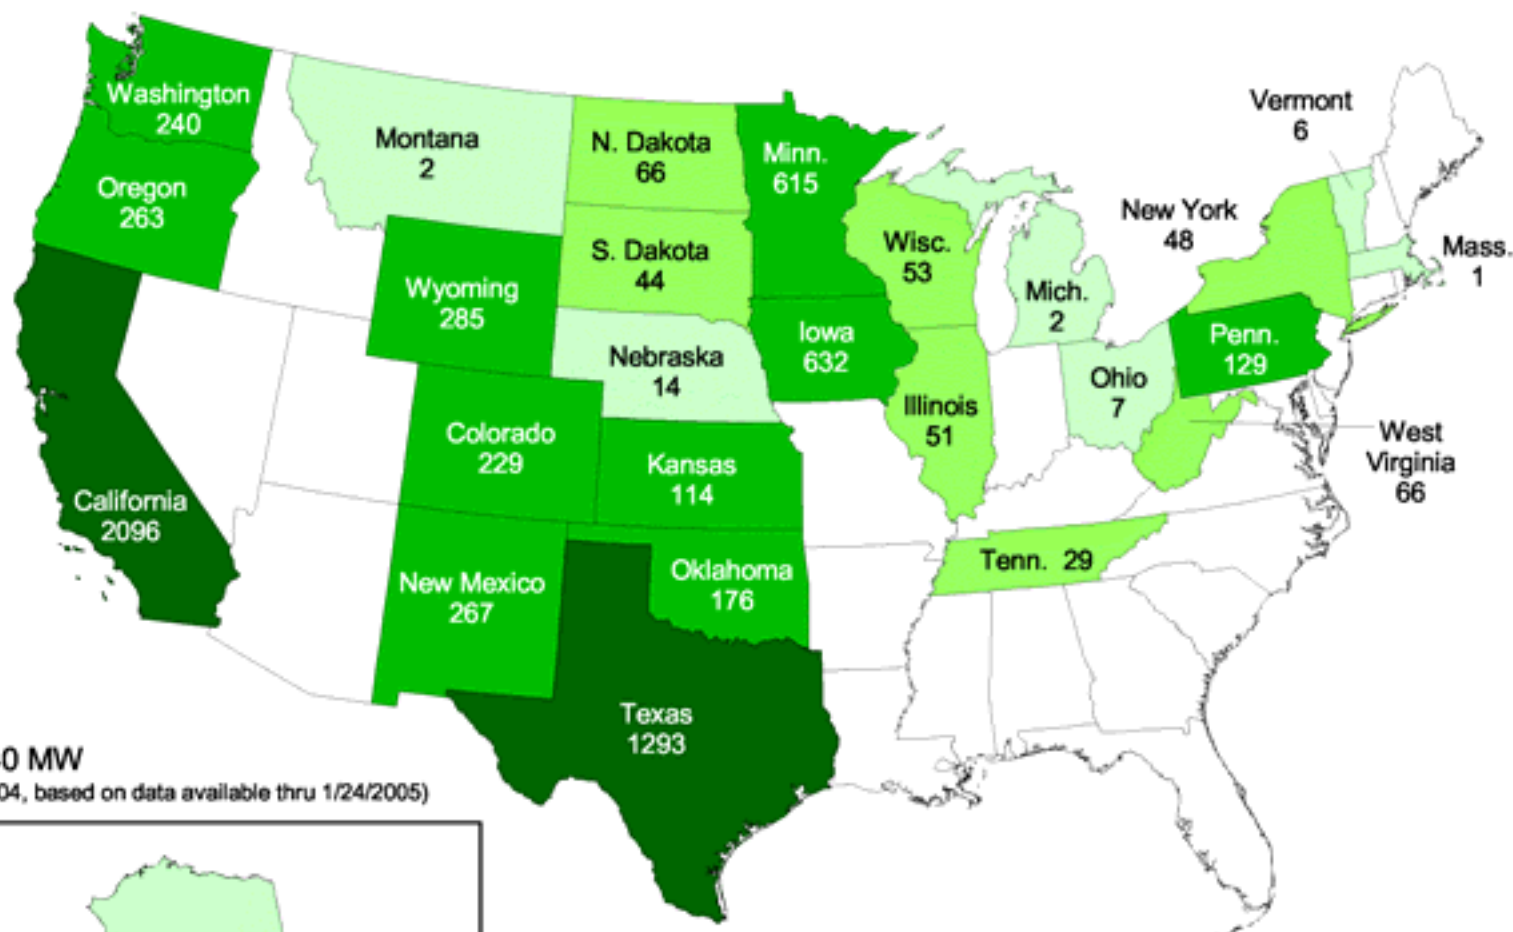 Washington
240
Montana
2
N. Dakota
66
Minn.
615
Vermont
6
Oregon
263
New York
48
Mass.
1
Wyoming
285
S. Dakota
44
Wisc.
53
Mich.
2
Iowa
632
Penn.
129
Nebraska
14
Illinois
51
Ohio
7
West
Virginia
66
Colorado
229
Kansas
114
California
2096
New Mexico
267
Oklahoma
176
Tenn. 29
Texas
1293
0 MW
04, based on data available thru 1/24/2005)